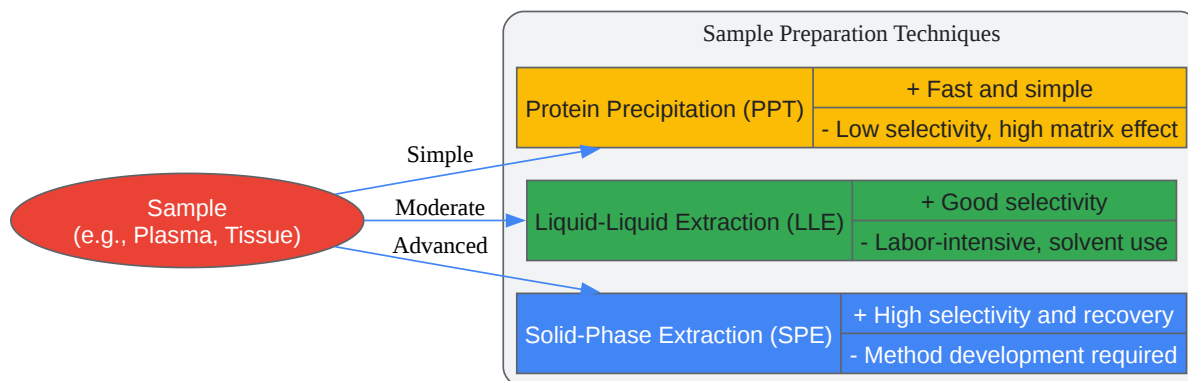 Sample Preparation Techniques
Protein Precipitation (PPT)
+ Fast and simple
- Low selectivity, high matrix effect
Simple
Sample
(e.g., Plasma, Tissue)
Moderate
Liquid-Liquid Extraction (LLE)
+ Good selectivity
- Labor-intensive, solvent use
Advanced
Solid-Phase Extraction (SPE)
+ High selectivity and recovery
- Method development required